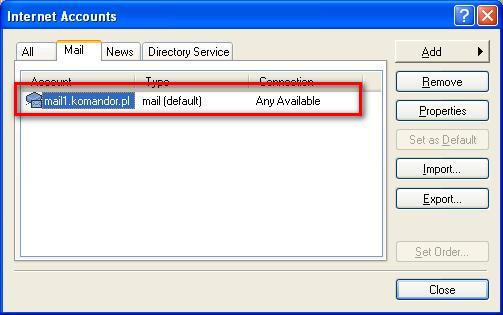 Internet Accounts
All Mail News Directory Service
Add
Account Type Connection
mail1.komandor.pl mail (default) Any Available
Remove
Properties
Set as Default
Import...
Export...
Set Order...
Close